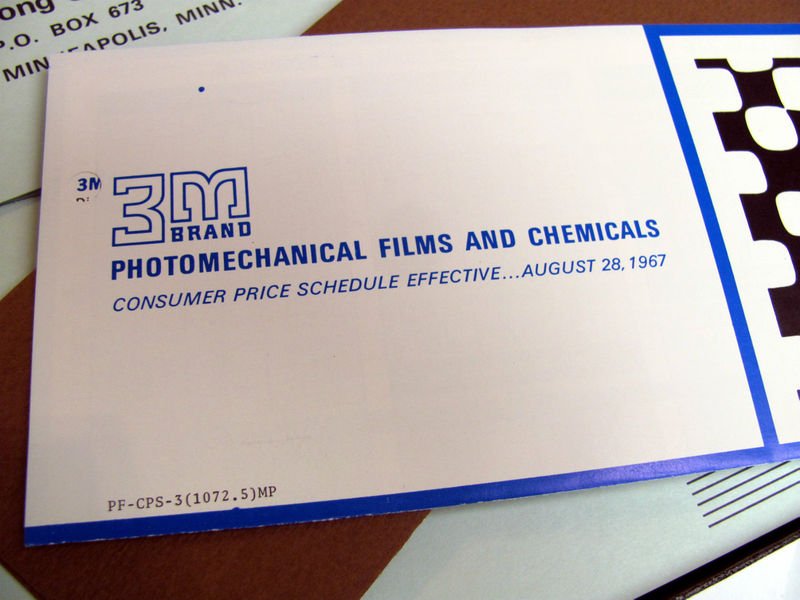 ong
P.O. BOX 673
MINNEAPOLIS, MINN.
3M
3M
BRAND
PHOTOMECHANICAL FILMS AND CHEMICALS
CONSUMER PRICE SCHEDULE EFFECTIVE...AUGUST 28, 1967
PF-CPS-3(1072.5)MP